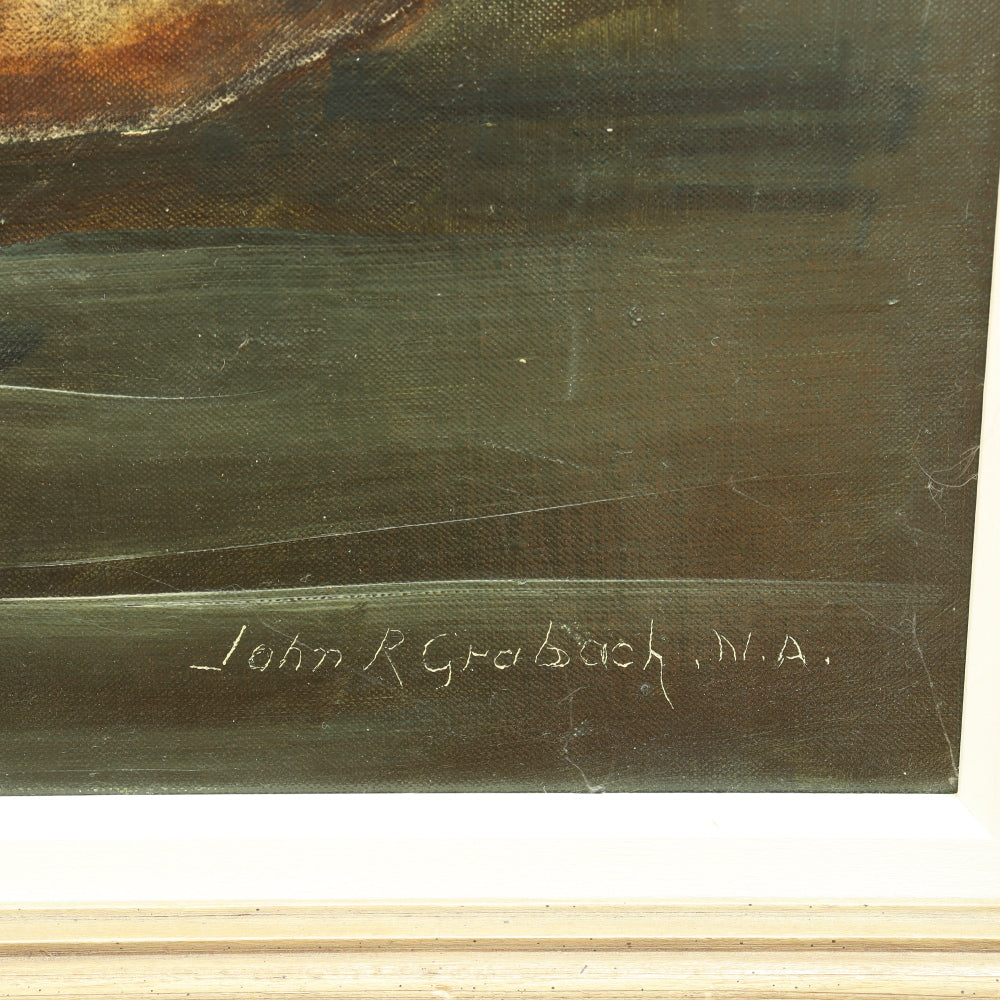 John R Grabach . N.A.